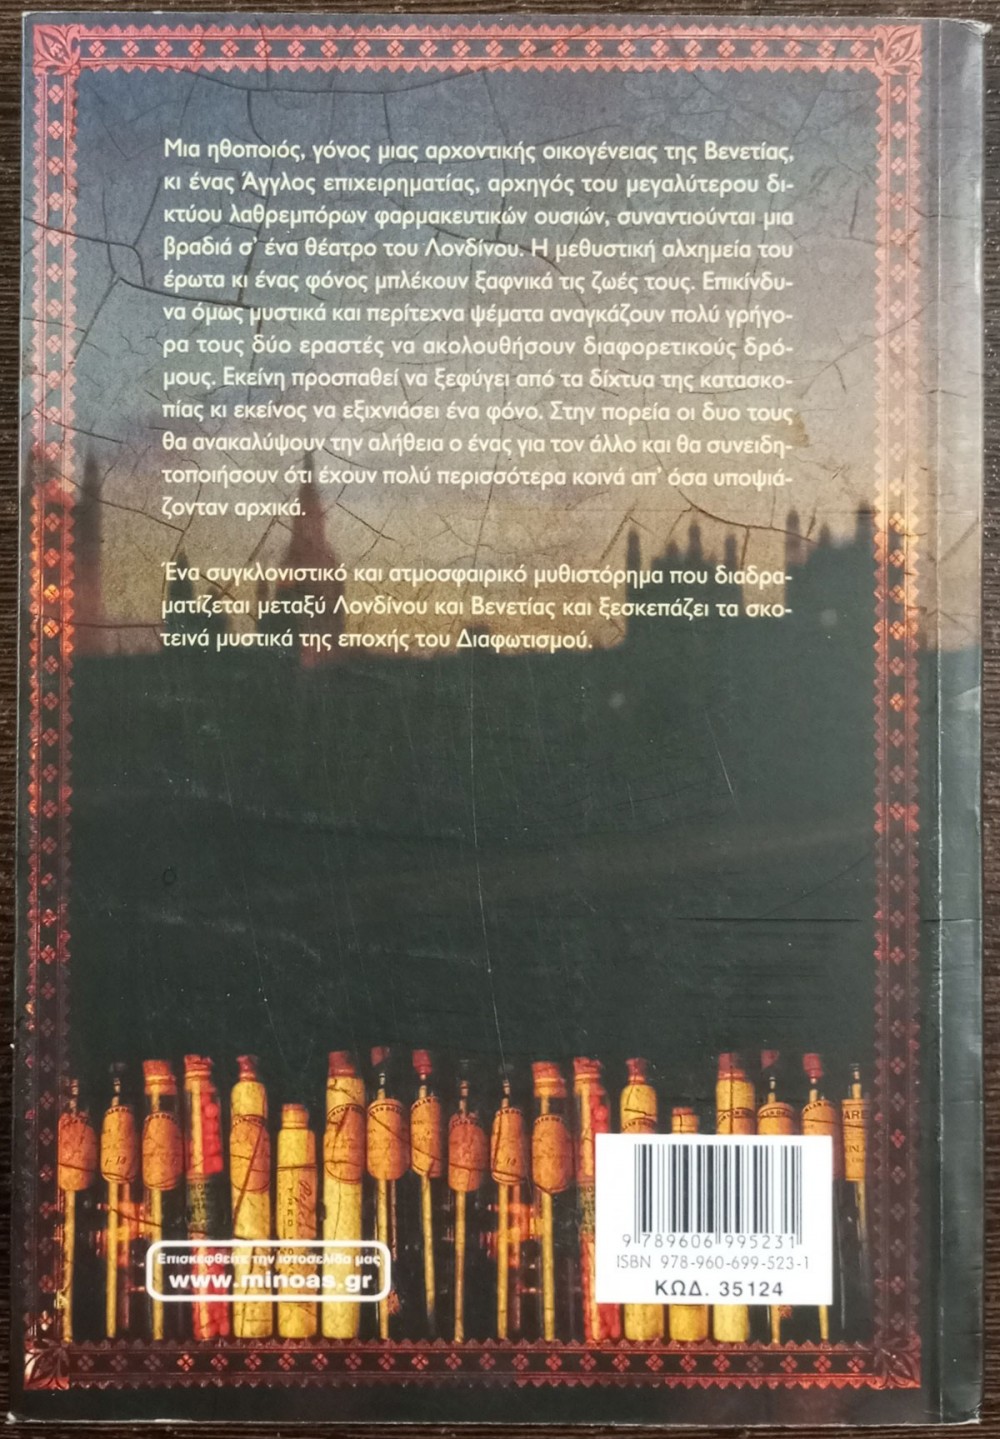 Μια ηθοποιός, γόνος μιας αρχοντικής οικογένειας της Βενετίας,
κι ένας Άγγλος επιχειρηματίας, αρχηγός του μεγαλύτερου δι-
κτύου λαθρεμπόρων φαρμακευτικών ουσιών, συναντιούνται μια
βραδιά σ' ένα θέατρο του Λονδίνου. Η μεθυστική αλχημεία του
έρωτα κι ένας φόνος μπλέκουν ξαφνικά τις ζωές τους. Επικίνδυ-
να όμως μυστικά και περίτεχνα ψέματα αναγκάζουν πολύ γρήγο-
ρα τους δύο εραστές να ακολουθήσουν διαφορετικούς δρό-
μους. Εκείνη προσπαθεί να ξεφύγει από τα δίχτυα της κατασκο-
πίας κι εκείνος να εξιχνιάσει ένα φόνο. Στην πορεία οι δυο τους
θα ανακαλύψουν την αλήθεια ο ένας για τον άλλο και θα συνειδη-
τοποιήσουν ότι έχουν πολύ περισσότερα κοινά απ' όσα υποψιά-
ζονταν αρχικά.
Ένα συγκλονιστικό και ατμοσφαιρικό μυθιστόρημα που διαδρα-
ματίζεται μεταξύ Λονδίνου και Βενετίας και ξεσκεπάζει τα σκο-
τεινά μυστικά της εποχής του Διαφωτισμού.
Επισκεφθείτε την ιστοσελίδα μας
www.minoas.gr
9 789606 995231
ISBN 978-960-699-523-1
ΚΩΔ. 35124